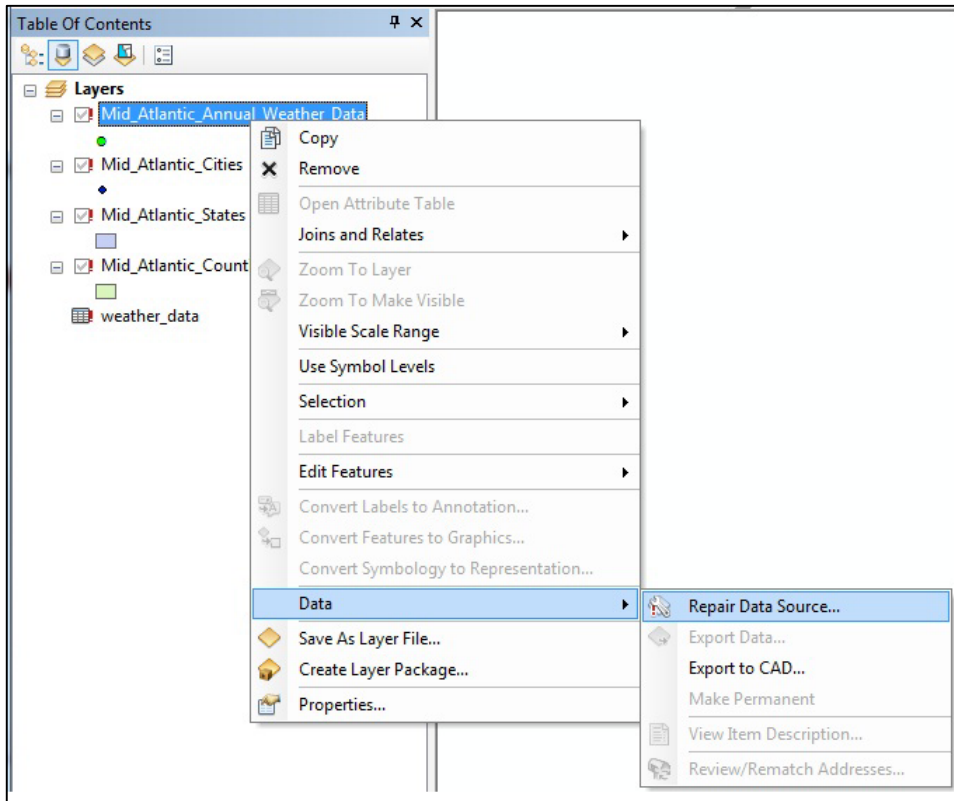 Table Of Contents
Layers
Mid_Atlantic_Annual_Weather_Data
Mid_Atlantic_Cities
Mid_Atlantic_States
Mid_Atlantic_Count
weather_data
Copy
Remove
Open Attribute Table
Joins and Relates
Zoom To Layer
Zoom To Make Visible
Visible Scale Range
Use Symbol Levels
Selection
Label Features
Edit Features
Convert Labels to Annotation...
Convert Features to Graphics...
Convert Symbology to Representation...
Data
Save As Layer File...
Create Layer Package...
Properties...
Repair Data Source...
Export Data...
Export to CAD...
Make Permanent
View Item Description...
Review/Rematch Addresses...